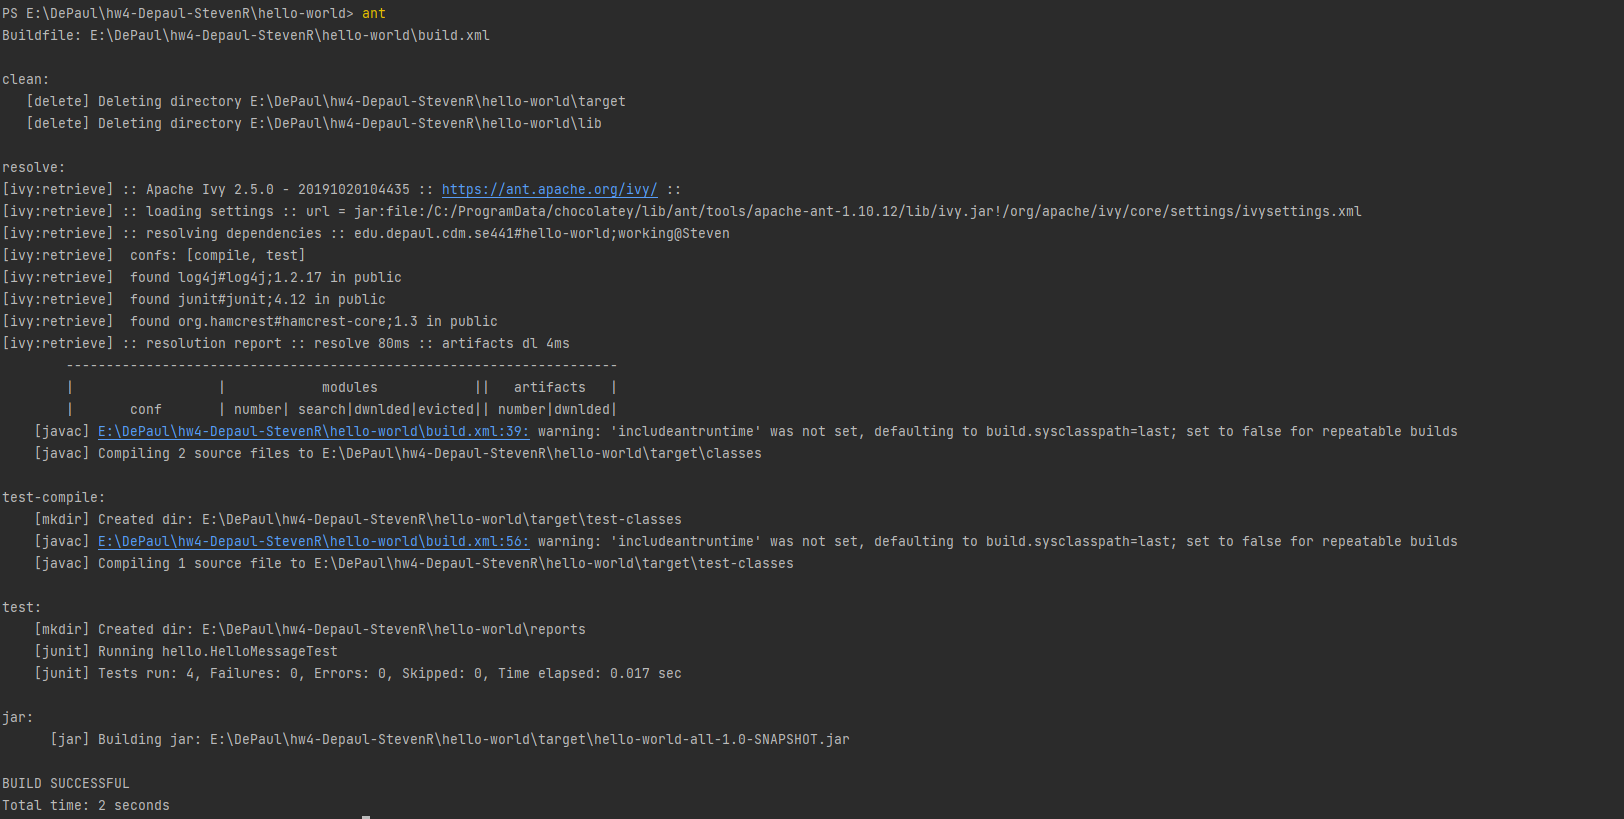 PS E:\DePaul\hw4-Depaul-StevenR\hello-world> ant
Buildfile: E:\DePaul\hw4-Depaul-StevenR\hello-world\build.xml

clean:
   [delete] Deleting directory E:\DePaul\hw4-Depaul-StevenR\hello-world\target
   [delete] Deleting directory E:\DePaul\hw4-Depaul-StevenR\hello-world\lib

resolve:
[ivy:retrieve] :: Apache Ivy 2.5.0 - 20191020104435 :: https://ant.apache.org/ivy/ ::
[ivy:retrieve] :: loading settings :: url = jar:file:/C:/ProgramData/chocolatey/lib/ant/tools/apache-ant-1.10.12/lib/ivy.jar!/org/apache/ivy/core/settings/ivysettings.xml
[ivy:retrieve] :: resolving dependencies :: edu.depaul.cdm.se441#hello-world;working@Steven
[ivy:retrieve]  confs: [compile, test]
[ivy:retrieve]  found log4j#log4j;1.2.17 in public
[ivy:retrieve]  found junit#junit;4.12 in public
[ivy:retrieve]  found org.hamcrest#hamcrest-core;1.3 in public
[ivy:retrieve] :: resolution report :: resolve 80ms :: artifacts dl 4ms
        ---------------------------------------------------------------------
        |                  |            modules            ||   artifacts   |
        |       conf       | number| search|dwnlded|evicted|| number|dwnlded|
    [javac] E:\DePaul\hw4-Depaul-StevenR\hello-world\build.xml:39: warning: 'includeantruntime' was not set, defaulting to build.sysclasspath=last; set to false for repeatable builds
    [javac] Compiling 2 source files to E:\DePaul\hw4-Depaul-StevenR\hello-world\target\classes

test-compile:
    [mkdir] Created dir: E:\DePaul\hw4-Depaul-StevenR\hello-world\target\test-classes
    [javac] E:\DePaul\hw4-Depaul-StevenR\hello-world\build.xml:56: warning: 'includeantruntime' was not set, defaulting to build.sysclasspath=last; set to false for repeatable builds
    [javac] Compiling 1 source file to E:\DePaul\hw4-Depaul-StevenR\hello-world\target\test-classes

test:
    [mkdir] Created dir: E:\DePaul\hw4-Depaul-StevenR\hello-world\reports
    [junit] Running hello.HelloMessageTest
    [junit] Tests run: 4, Failures: 0, Errors: 0, Skipped: 0, Time elapsed: 0.017 sec

jar:
      [jar] Building jar: E:\DePaul\hw4-Depaul-StevenR\hello-world\target\hello-world-all-1.0-SNAPSHOT.jar

BUILD SUCCESSFUL
Total time: 2 seconds